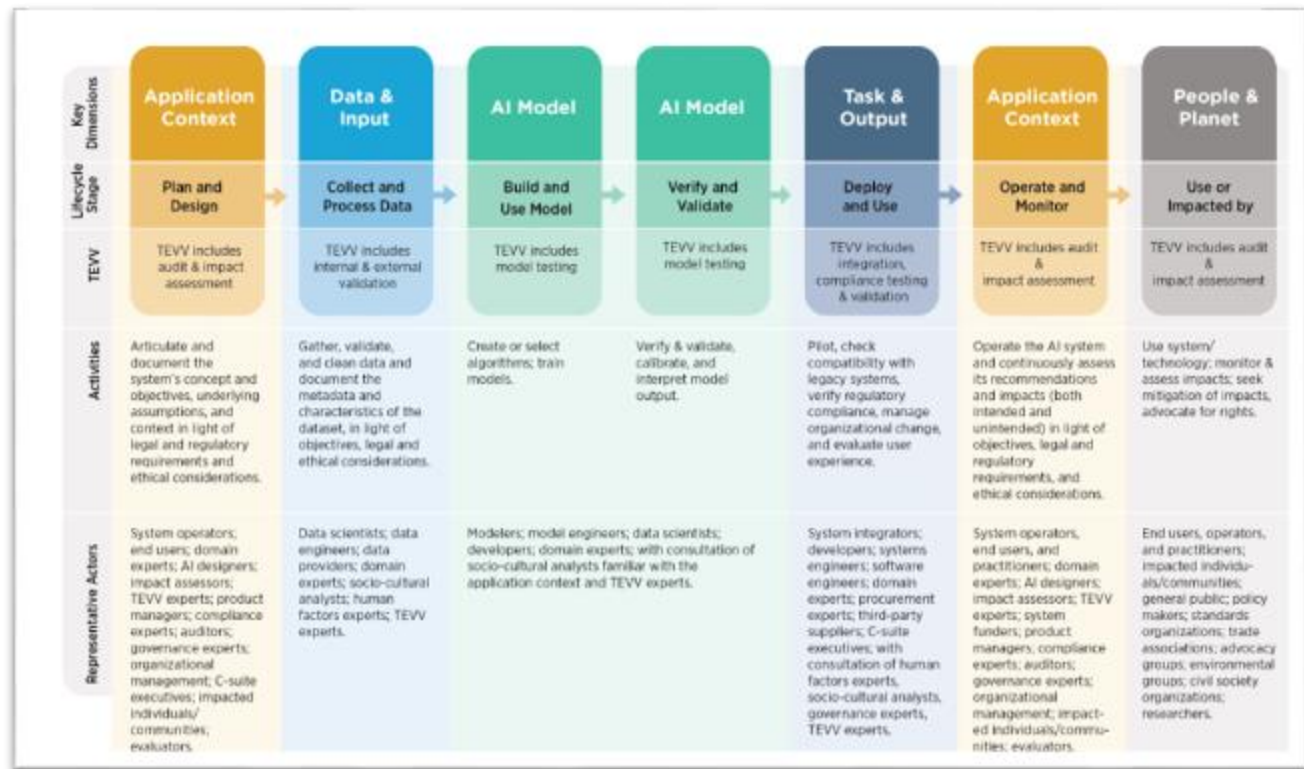 Key
Dimensions
Application
Context
Data &
Input
AI Model
AI Model
Task &
Output
Application
Context
People &
Planet
Lifecycle
Stage
Plan and
Design
Collect and
Process Data
Build and
Use Model
Verify and
Validate
Deploy
and Use
Operate and
Monitor
Use or
Impacted by
TEVV
TEVV includes
audit & impact
assessment
TEVV includes
internal & external
validation
TEVV includes
model testing
TEVV includes
model testing
TEVV includes
integration,
compliance testing
& validation
TEVV includes audit
&
impact assessment
TEVV includes audit
&
impact assessment
Activities
Articulate and
document the
system's concept and
objectives, underlying
assumptions, and
context in light of
legal and regulatory
requirements and
ethical considerations.
Gather, validate,
and clean data and
document the
metadata and
characteristics of the
dataset, in light of
objectives, legal and
ethical considerations.
Create or select
algorithms; train
models.
Verify & validate,
calibrate, and
interpret model
output.
Pilot, check
compatibility with
legacy systems,
verify regulatory
compliance, manage
organizational change,
and evaluate user
experience.
Operate the AI system
and continuously assess
its recommendations
and impacts (both
intended and
unintended) in light of
objectives, legal and
regulatory
requirements, and
ethical considerations.
Use system/
technology; monitor &
assess impacts; seek
mitigation of impacts,
advocate for rights.
Representative Actors
System operators;
end users; domain
experts; AI designers;
impact assessors;
TEVV experts; product
managers; compliance
experts; auditors;
governance experts;
organizational
management; C-suite
executives; impacted
individuals/
communities;
evaluators.
Data scientists; data
engineers; data
providers; domain
experts; socio-cultural
analysts; human
factors experts; TEVV
experts.
Modelers; model engineers; data scientists;
developers; domain experts; with consultation of
socio-cultural analysts familiar with the
application context and TEVV experts.
System integrators;
developers; systems
engineers; software
engineers; domain
experts; procurement
experts; third-party
suppliers; C-suite
executives; with
consultation of human
factors experts,
socio-cultural analysts,
governance experts,
TEVV experts,
System operators,
end users, and
practitioners; domain
experts; AI designers;
impact assessors; TEVV
experts; system
funders; product
managers, compliance
experts; auditors;
governance experts;
organizational
management; impact-
ed individuals/commu-
nities; evaluators.
End users, operators,
and practitioners;
impacted individu-
als/communities;
general public; policy
makers; standards
organizations; trade
associations; advocacy
groups; environmental
groups; civil society
organizations;
researchers.